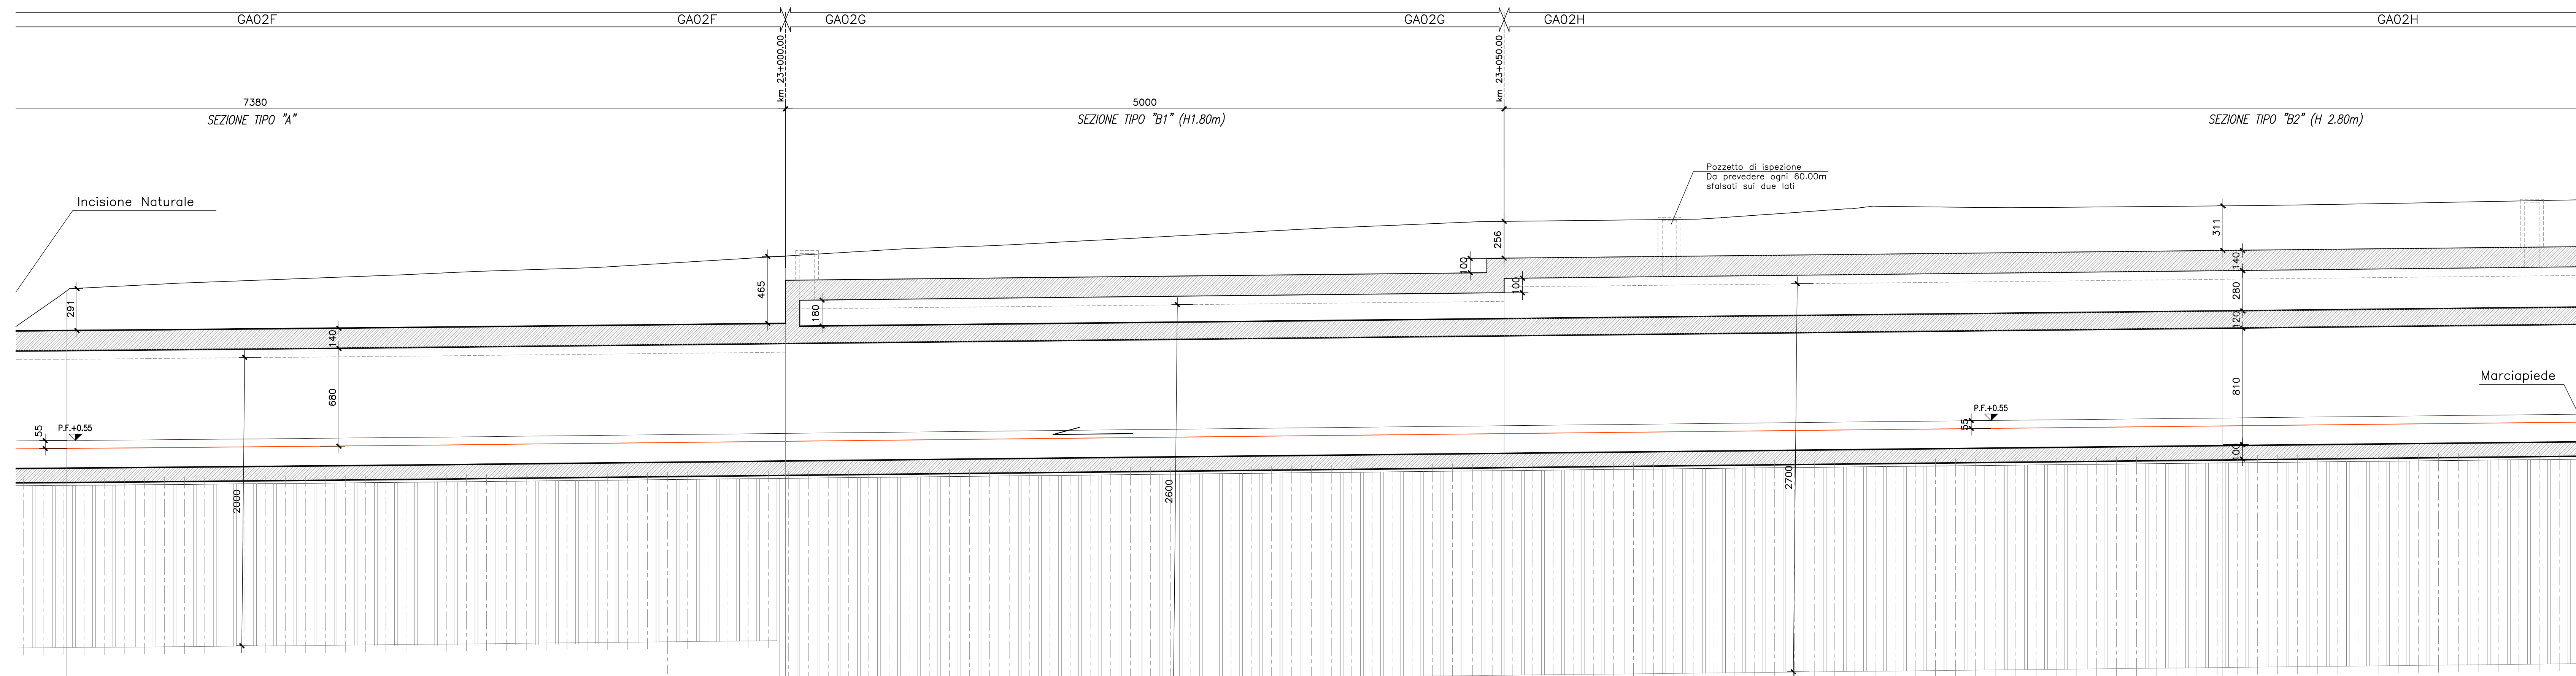 GA02F
GA02F
GA02G
GA02G
GA02H
GA02H
km 23+000.00
km 23+050.00
7380
5000
SEZIONE TIPO "A"
SEZIONE TIPO "B1" (H1.80m)
SEZIONE TIPO "B2" (H 2.80m)
Pozzetto di ispezione
Da prevedere ogni 60.00m
sfalsati sui due lati
Incisione Naturale
291
465
256
311
100
100
180
140
140
280
120
680
810
Marciapiede
55
P.F.+0.55
55
P.F.+0.55
100
2000
2600
2700